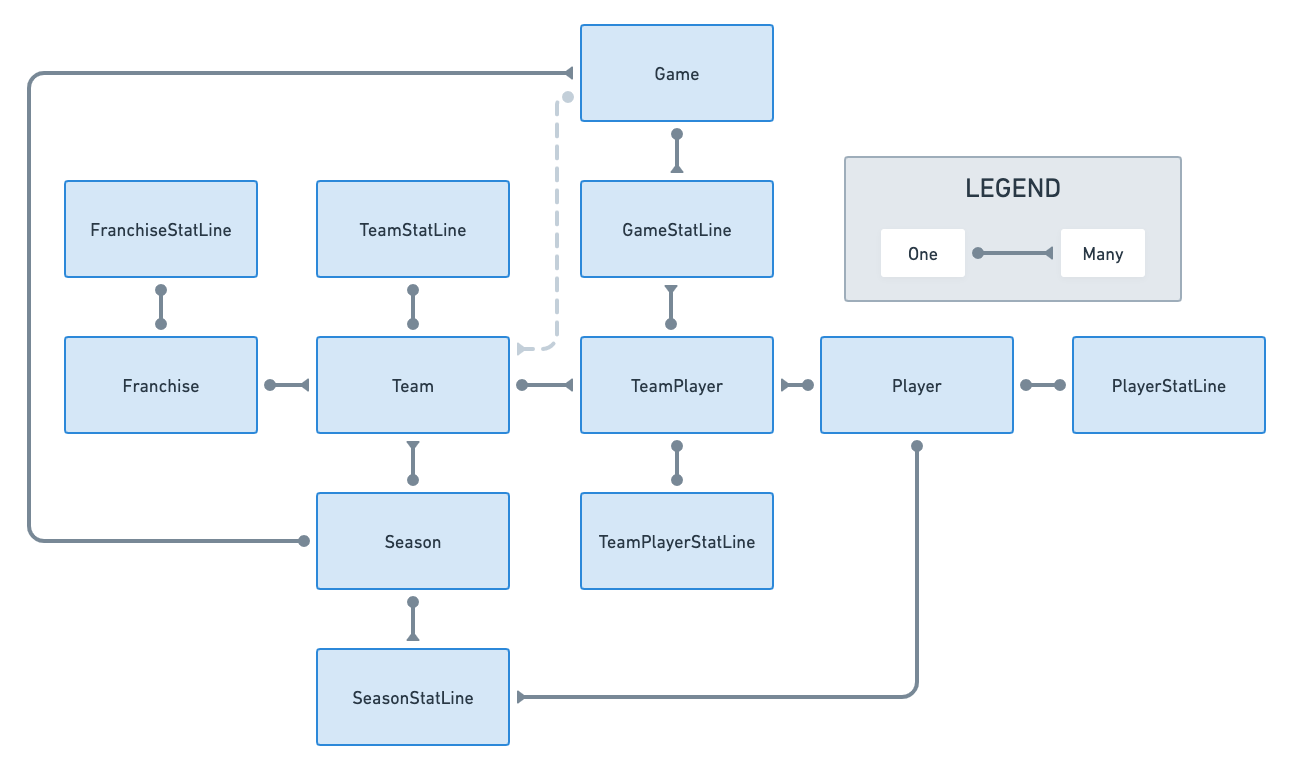 Game
LEGEND
FranchiseStatLine
TeamStatLine
GameStatLine
One
Many
Franchise
Team
TeamPlayer
Player
PlayerStatLine
Season
TeamPlayerStatLine
SeasonStatLine